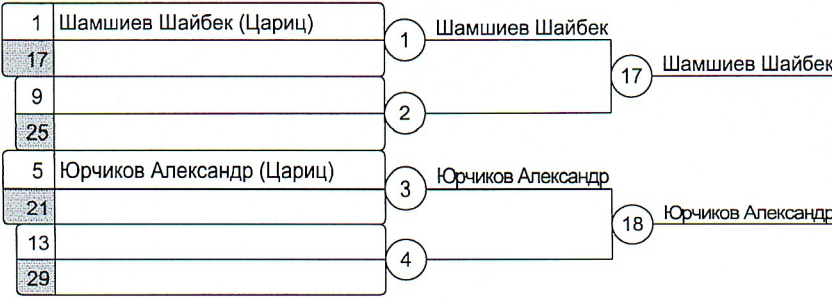 1 Шамшиев Шайбек (Цариц)
17
1
Шамшиев Шайбек
9
25
2
17
Шамшиев Шайбек
5 Юрчиков Александр (Цариц)
21
3
Юрчиков Александр
13
29
4
18
Юрчиков Александр